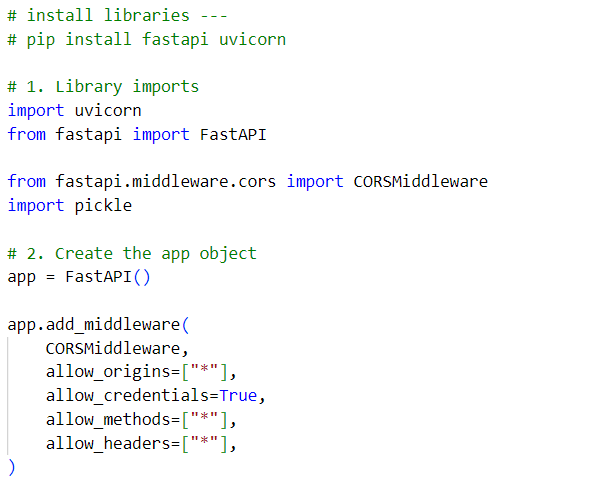 # install libraries ---
# pip install fastapi uvicorn
# 1. Library imports
import uvicorn
from fastapi import FastAPI
from fastapi.middleware.cors import CORSMiddleware
import pickle
# 2. Create the app object
app = FastAPI()
app.add_middleware(
    CORSMiddleware,
    allow_origins=["*"],
    allow_credentials=True,
    allow_methods=["*"],
    allow_headers=["*"],
)